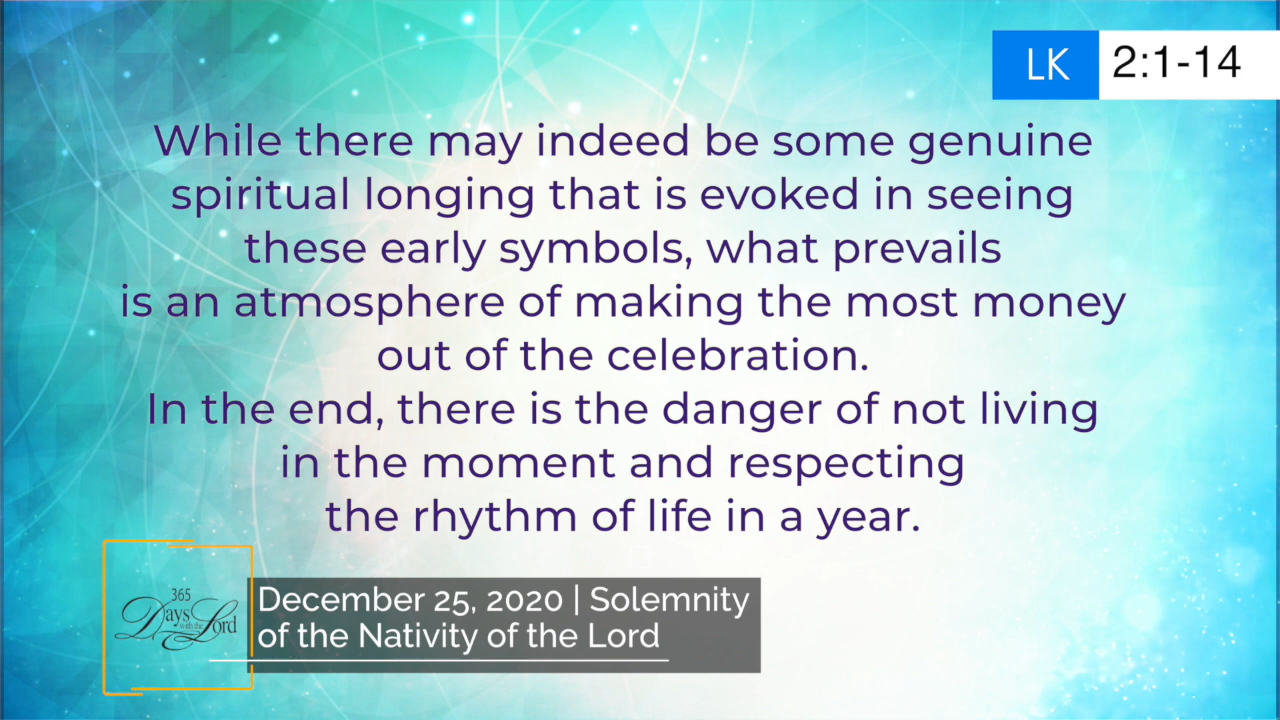 LK 2:1-14
While there may indeed be some genuine
spiritual longing that is evoked in seeing
these early symbols, what prevails
is an atmosphere of making the most money
out of the celebration.
In the end, there is the danger of not living
in the moment and respecting
the rhythm of life in a year.
365
Days with the Lord
December 25, 2020 | Solemnity
of the Nativity of the Lord